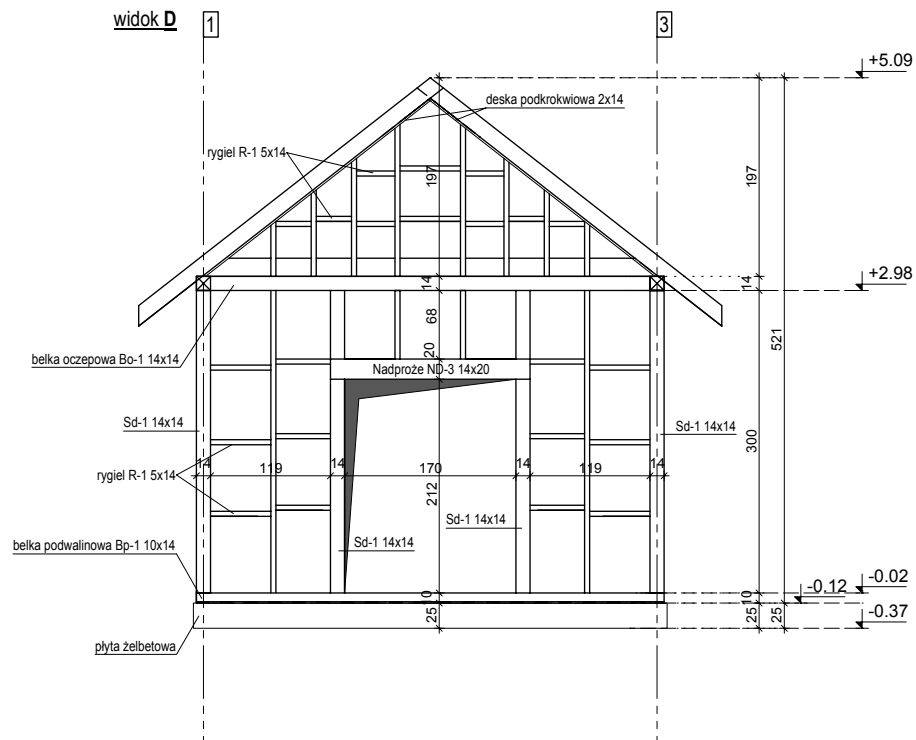 widok D
1
3
+5.09
deska podkrokwiowa 2x14
rygiel R-1 5x14
197
197
+2.98
14
14
68
521
belka oczepowa Bo-1 14x14
20
Nadproże ND-3 14x20
Sd-1 14x14
Sd-1 14x14
300
14
119
14
170
14
119
14
rygiel R-1 5x14
212
Sd-1 14x14
Sd-1 14x14
belka podwalinowa Bp-1 10x14
-0.02
-0.12
10
10
-0.37
25
25
25
płyta żelbetowa